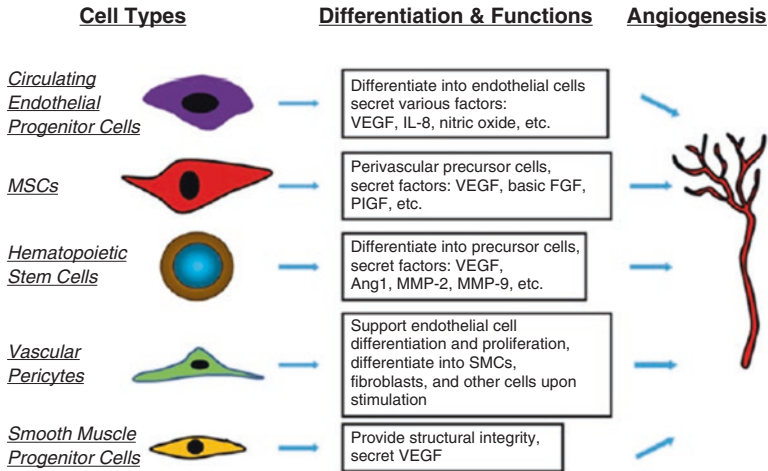 Cell Types
Differentiation & Functions
Angiogenesis
Circulating
Endothelial
Progenitor Cells
Differentiate into endothelial cells
secret various factors:
VEGF, IL-8, nitric oxide, etc.
MSCs
Perivascular precursor cells,
secret factors: VEGF, basic FGF,
PIGF, etc.
Hematopoietic
Stem Cells
Differentiate into precursor cells,
secret factors: VEGF,
Ang1, MMP-2, MMP-9, etc.
Vascular
Pericytes
Support endothelial cell
differentiation and proliferation,
differentiate into SMCs,
fibroblasts, and other cells upon
stimulation
Smooth Muscle
Progenitor Cells
Provide structural integrity,
secret VEGF